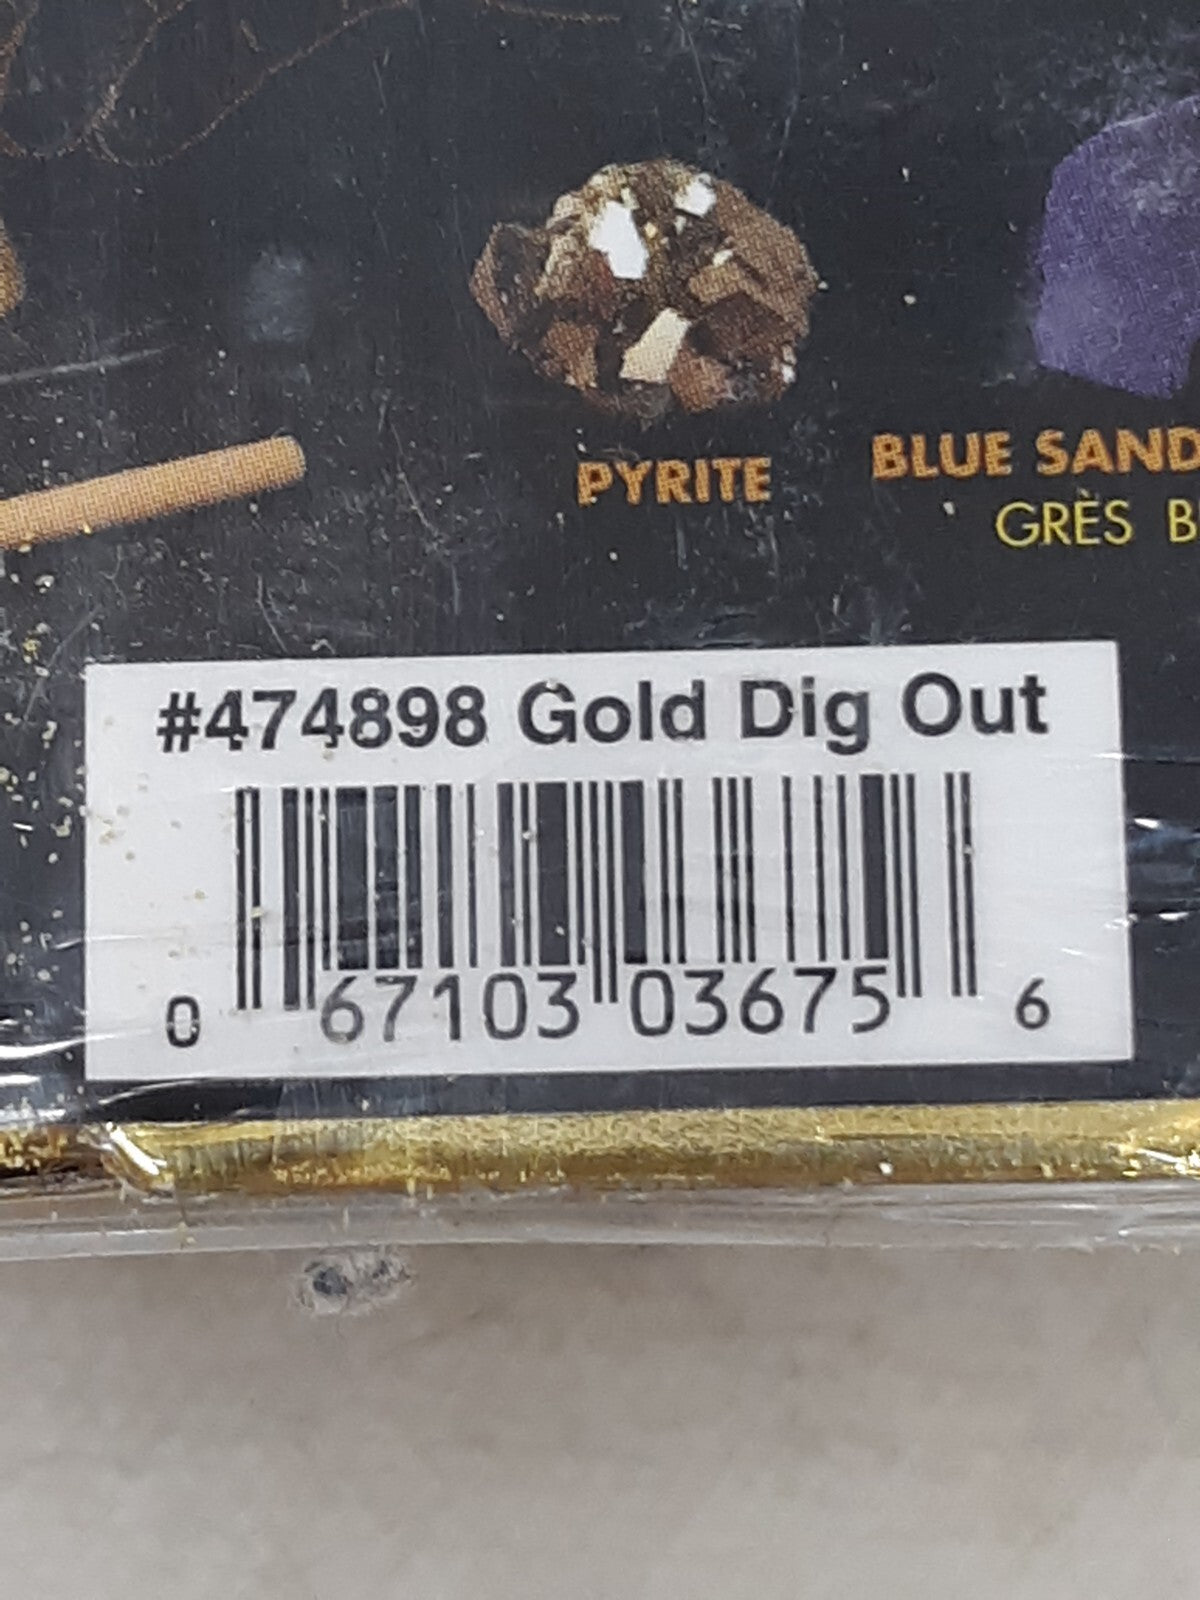 PYRITE
BLUE SAND
GRÈS B
#474898 Gold Dig Out
0 67103 03675 6